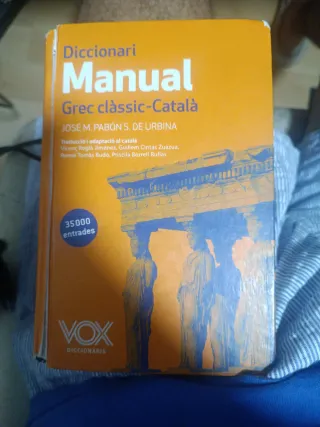 Diccionari
Manual
Grec clàssic-Català
JOSÉ M. PABÓN S. DE URBINA
Traducció i adaptació al català
35000
entrades
VOX
DICCIONARIS